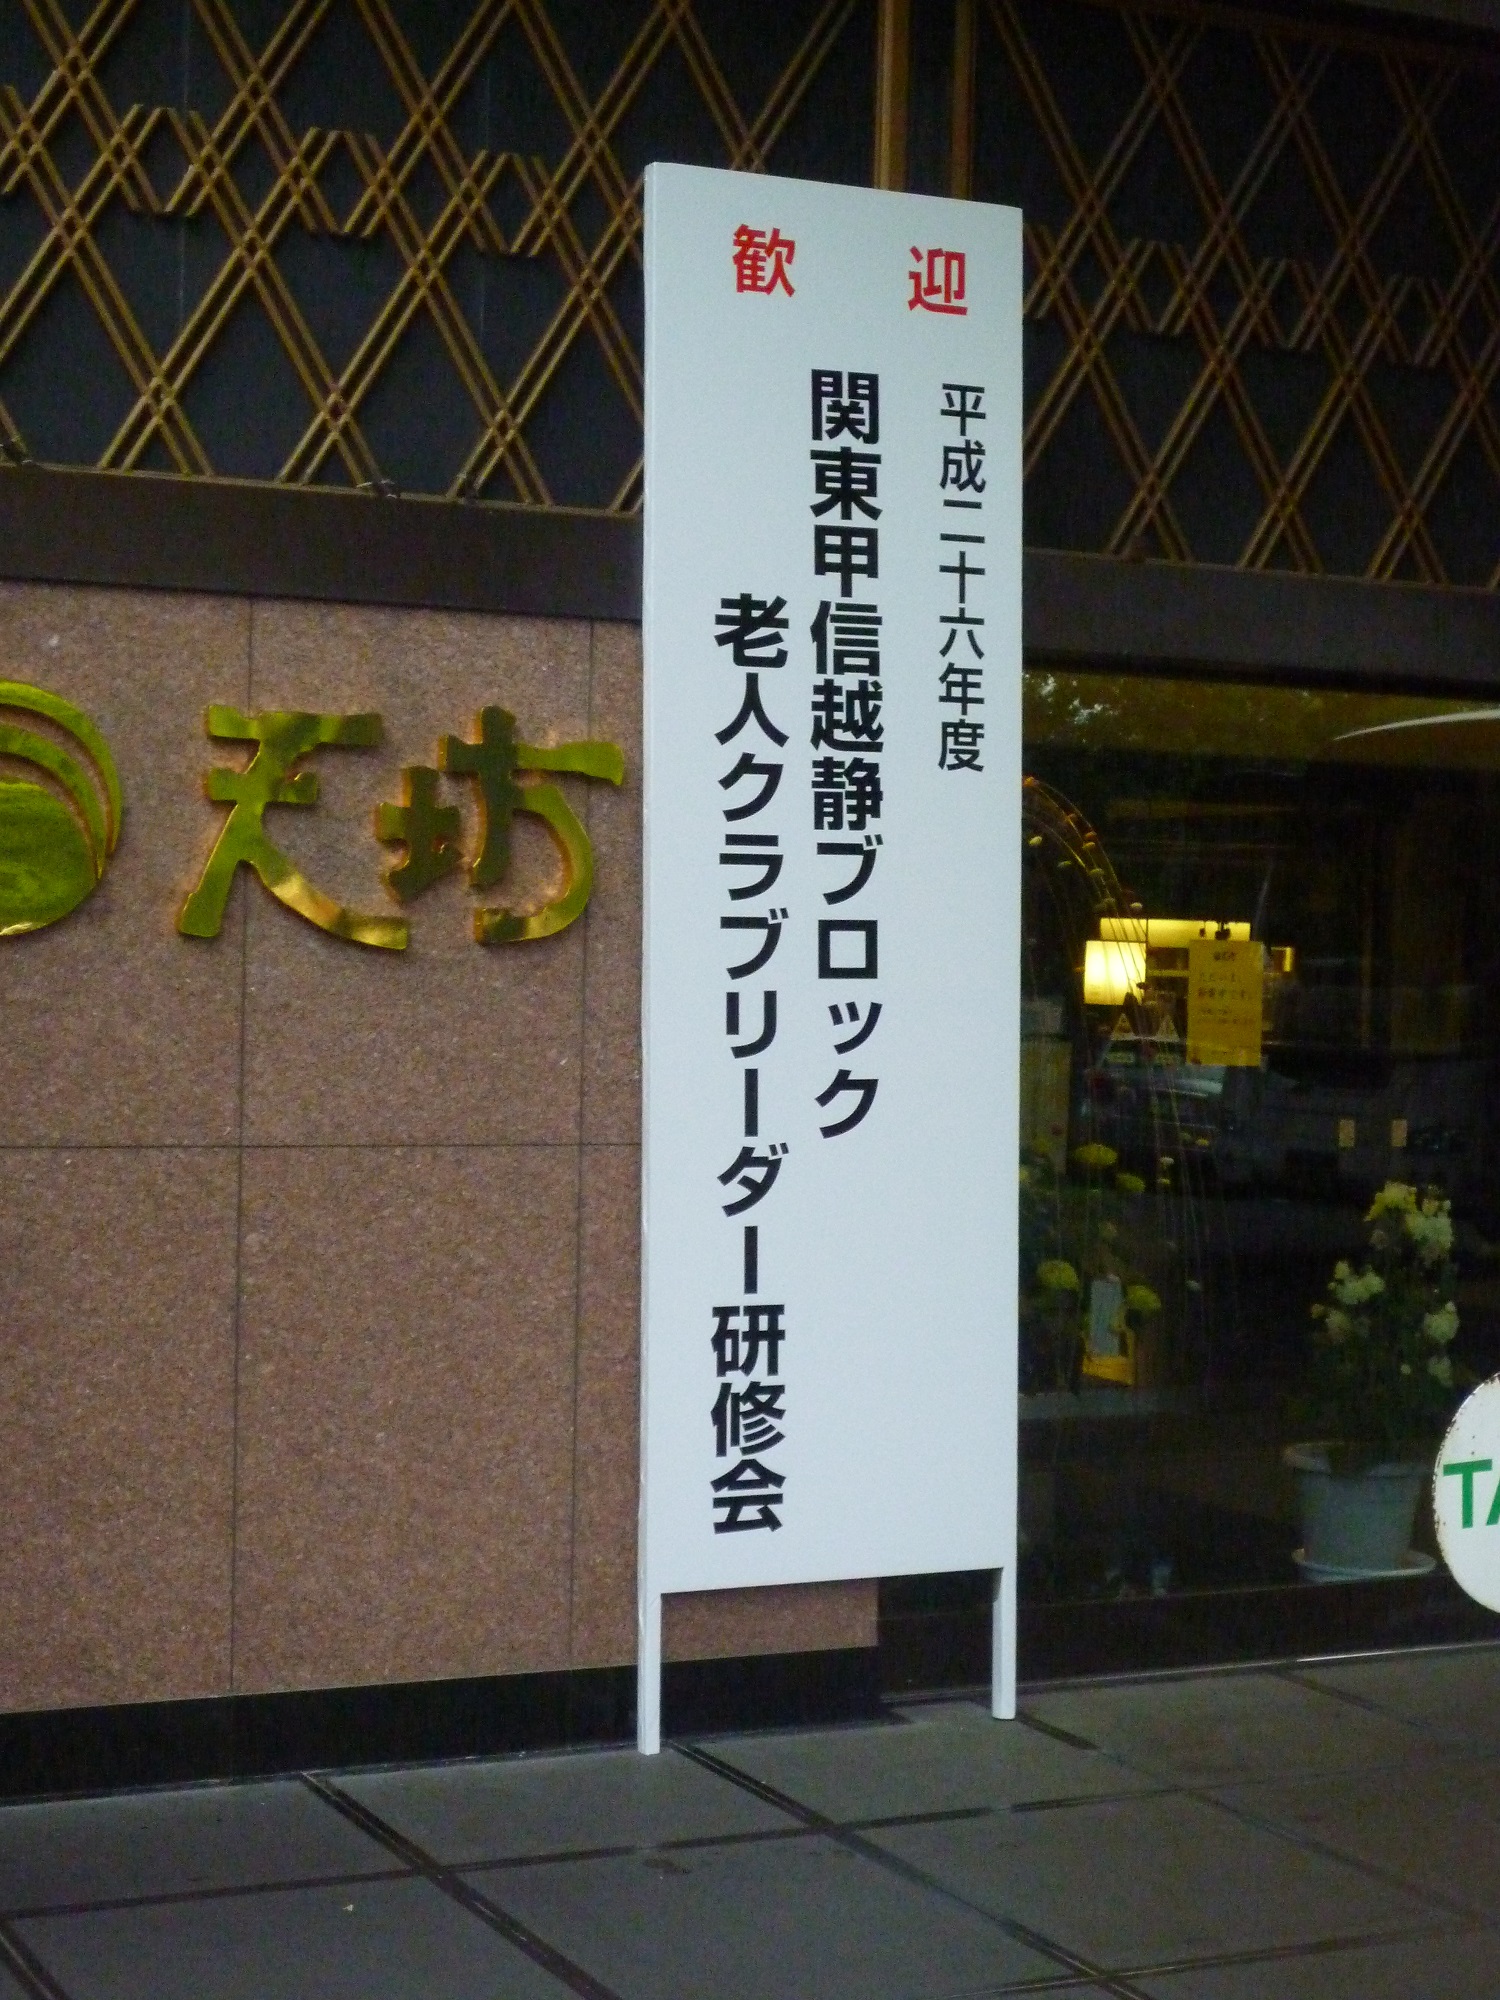 歓迎
平成二十六年度
関東甲信越静ブロック
老人クラブリーダー研修会
天坊
TA